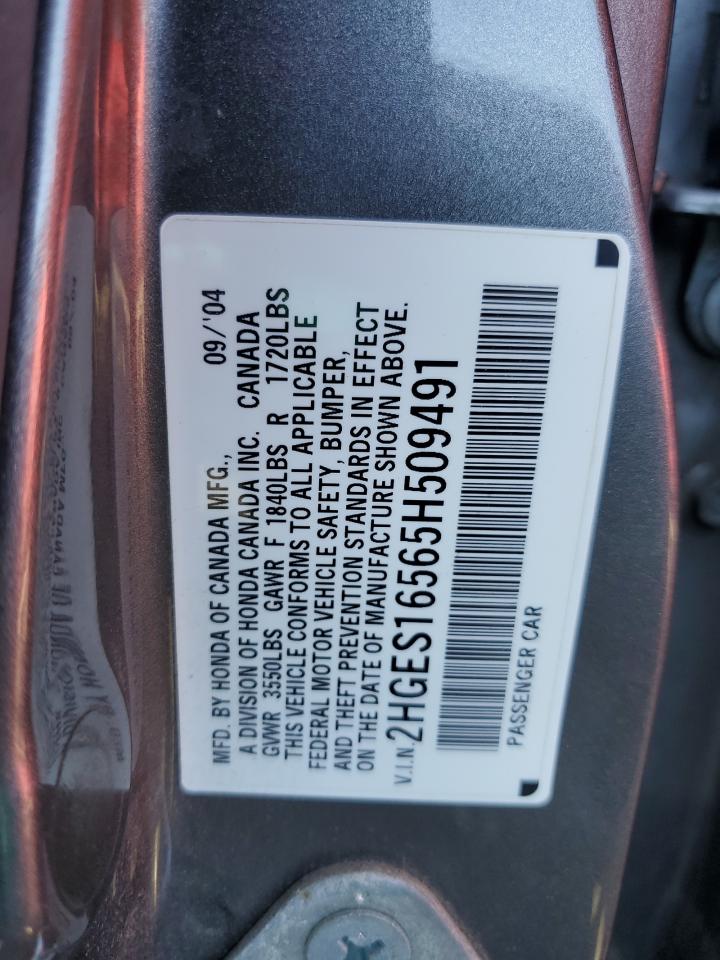 MFD. BY HONDA OF CANADA MFG., 09/'04
A DIVISION OF HONDA CANADA INC. CANADA
GVWR 3550LBS GAWR F 1840LBS R 1720LBS
THIS VEHICLE CONFORMS TO ALL APPLICABLE
FEDERAL MOTOR VEHICLE SAFETY, BUMPER,
AND THEFT PREVENTION STANDARDS IN EFFECT
ON THE DATE OF MANUFACTURE SHOWN ABOVE.
V.I.N. 2HGES16565H509491
PASSENGER CAR